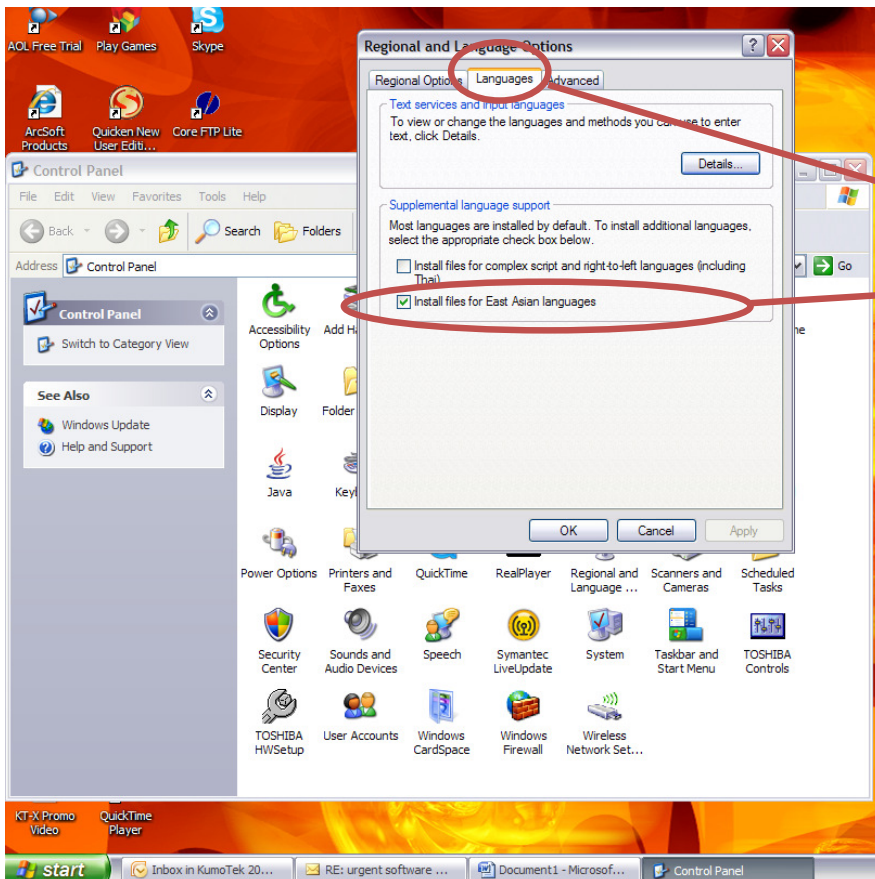 AOL Free Trial Play Games Skype
ArcSoft Products Quicken New User Editi... Core FTP Lite
Regional and Language Options
Regional Options Languages Advanced
Text services and input languages
To view or change the languages and methods you can use to enter
text, click Details.
Details...
Supplemental language support
Most languages are installed by default. To install additional languages,
select the appropriate check box below.
Install files for complex script and right-to-left languages (including
Thai)
Install files for East Asian languages
OK Cancel Apply
Control Panel
File Edit View Favorites Tools Help
Back Search Folders
Address Control Panel Go
Control Panel
Switch to Category View
See Also
Windows Update
Help and Support
Accessibility Options Add Ha
Display Folder
Java Keyb
Power Options Printers and Faxes QuickTime RealPlayer Regional and Language ... Scanners and Cameras Scheduled Tasks
Security Center Sounds and Audio Devices Speech Symantec LiveUpdate System Taskbar and Start Menu TOSHIBA Controls
TOSHIBA HWSetup User Accounts Windows CardSpace Windows Firewall Wireless Network Set...
KT-X Promo Video QuickTime Player
start Inbox in KumoTek 20... RE: urgent software ... Document1 - Microsof... Control Panel